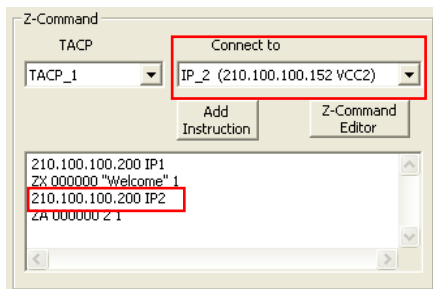 Z-Command
TACP Connect to
TACP_1 IP_2 (210.100.100.152 VCC2)
Add Instruction Z-Command Editor
210.100.100.200 IP1
ZX 000000 "Welcome" 1
210.100.100.200 IP2
ZA 000000 2 1